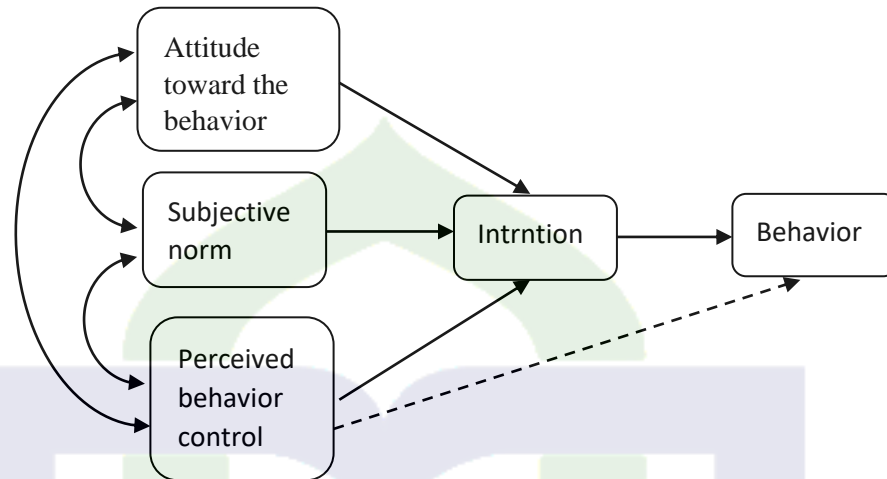 Attitude
toward the
behavior
Subjective
norm
Intrntion
Behavior
Perceived
behavior
control